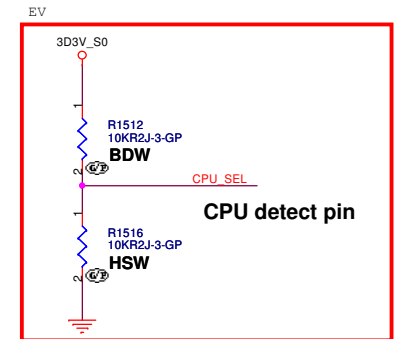 EV
3D3V_S0
1
R1512
10KR2J-3-GP
BDW
2
G/P
CPU_SEL
CPU detect pin
1
R1516
10KR2J-3-GP
HSW
2
G/P